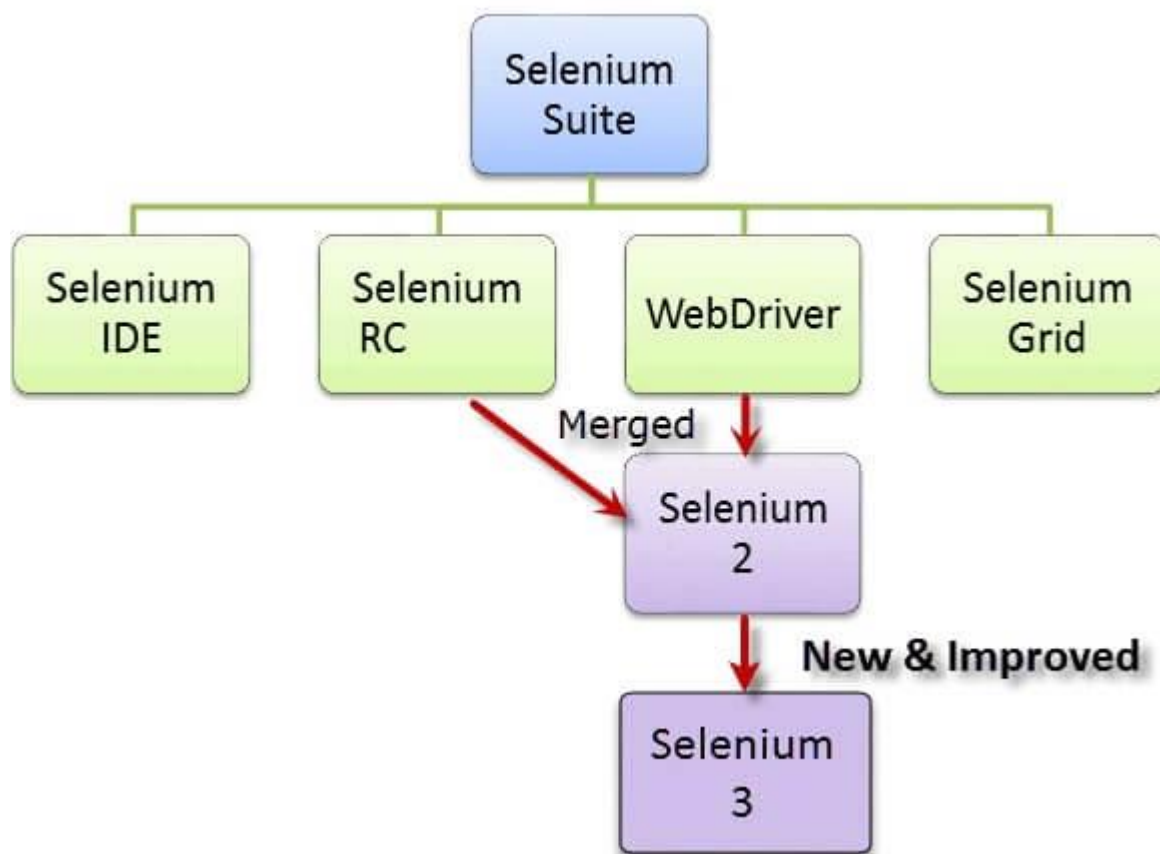 Selenium
Suite
Selenium
IDE
Selenium
RC
WebDriver
Selenium
Grid
Merged
Selenium
2
New & Improved
Selenium
3